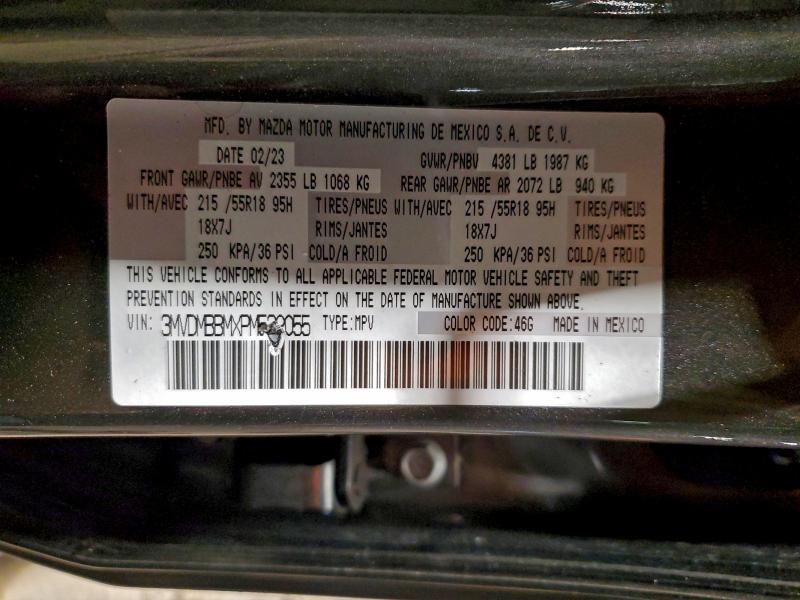 MFD. BY MAZDA MOTOR MANUFACTURING DE MEXICO S.A. DE C.V.
DATE 02/23 GVWR/PNBV 4381 LB 1987 KG
FRONT GAWR/PNBE AV 2355 LB 1068 KG REAR GAWR/PNBE AR 2072 LB 940 KG
WITH/AVEC 215 /55R18 95H TIRES/PNEUS WITH/AVEC 215 /55R18 95H TIRES/PNEUS
18X7J RIMS/JANTES 18X7J RIMS/JANTES
250 KPA/36 PSI COLD/A FROID 250 KPA/36 PSI COLD/A FROID
THIS VEHICLE CONFORMS TO ALL APPLICABLE FEDERAL MOTOR VEHICLE SAFETY AND THEFT
PREVENTION STANDARDS IN EFFECT ON THE DATE OF MANUFACTURE SHOWN ABOVE.
VIN: TYPE:MPV COLOR CODE:46G MADE IN MEXICO